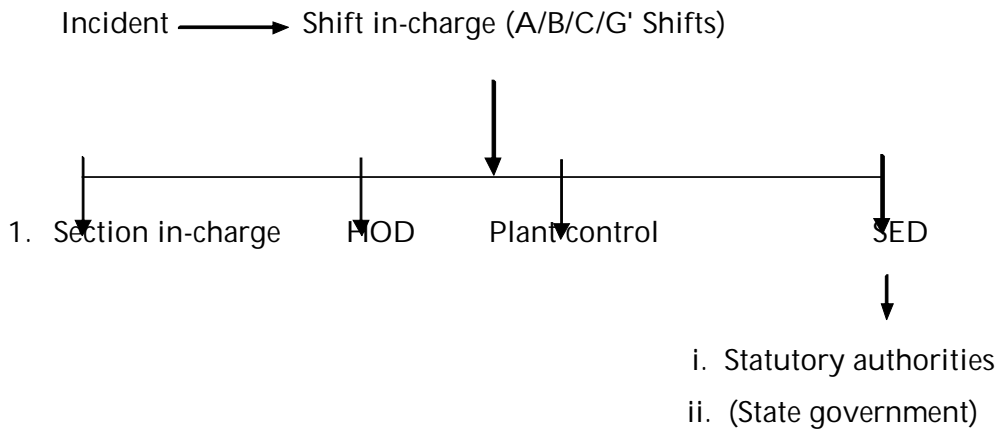 Incident Shift in-charge (A/B/C/G' Shifts)
1. Section in-charge HOD Plant control SED
i. Statutory authorities
ii. (State government)